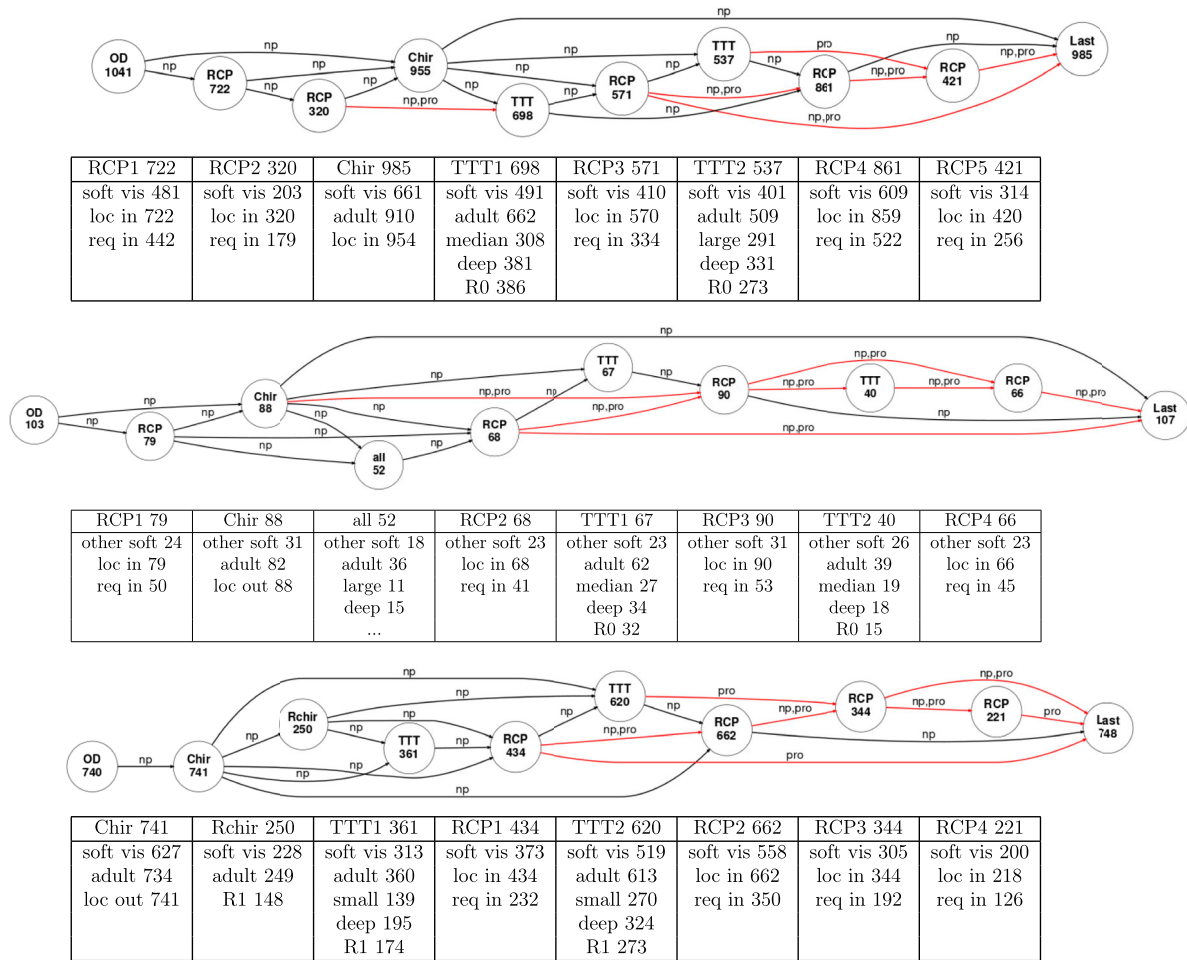 np
OD
1041
np
np
RCP
722
np
np
RCP
320
np
np,pro
Chir
955
np
np
np
TTT
698
np
np
RCP
571
np
np,pro
np,pro
TTT
537
pro
np
RCP
861
np
np,pro
RCP
421
np,pro
Last
985
RCP1 722 RCP2 320 Chir 985 TTT1 698 RCP3 571 TTT2 537 RCP4 861 RCP5 421
soft vis 481 soft vis 203 soft vis 661 soft vis 491 soft vis 410 soft vis 401 soft vis 609 soft vis 314
loc in 722 loc in 320 adult 910 adult 662 loc in 570 adult 509 loc in 859 loc in 420
req in 442 req in 179 loc in 954 median 308 req in 334 large 291 req in 522 req in 256
deep 381 deep 331
R0 386 R0 273
np
OD
103
np
np
RCP
79
np
np
np
Chir
88
np
np,pro
np
np
all
52
np
RCP
68
np
np,pro
np,pro
TTT
67
np
RCP
90
np,pro
np,pro
np
TTT
40
np,pro
RCP
66
np,pro
Last
107
RCP1 79 Chir 88 all 52 RCP2 68 TTT1 67 RCP3 90 TTT2 40 RCP4 66
other soft 24 other soft 31 other soft 18 other soft 23 other soft 23 other soft 31 other soft 26 other soft 23
loc in 79 adult 82 adult 36 loc in 68 adult 62 loc in 90 adult 39 loc in 66
req in 50 loc out 88 large 11 req in 41 median 27 req in 53 median 19 req in 45
deep 15 deep 34 deep 18
... R0 32 R0 15
np
OD
740
np
Chir
741
np
np
np
np
Rchir
250
np
np
np
TTT
361
np
RCP
434
np
np,pro
pro
TTT
620
pro
np
RCP
662
np,pro
np
RCP
344
np,pro
np,pro
RCP
221
pro
Last
748
Chir 741 Rchir 250 TTT1 361 RCP1 434 TTT2 620 RCP2 662 RCP3 344 RCP4 221
soft vis 627 soft vis 228 soft vis 313 soft vis 373 soft vis 519 soft vis 558 soft vis 305 soft vis 200
adult 734 adult 249 adult 360 loc in 434 adult 613 loc in 662 loc in 344 loc in 218
loc out 741 R1 148 small 139 req in 232 small 270 req in 350 req in 192 req in 126
deep 195 deep 324
R1 174 R1 273